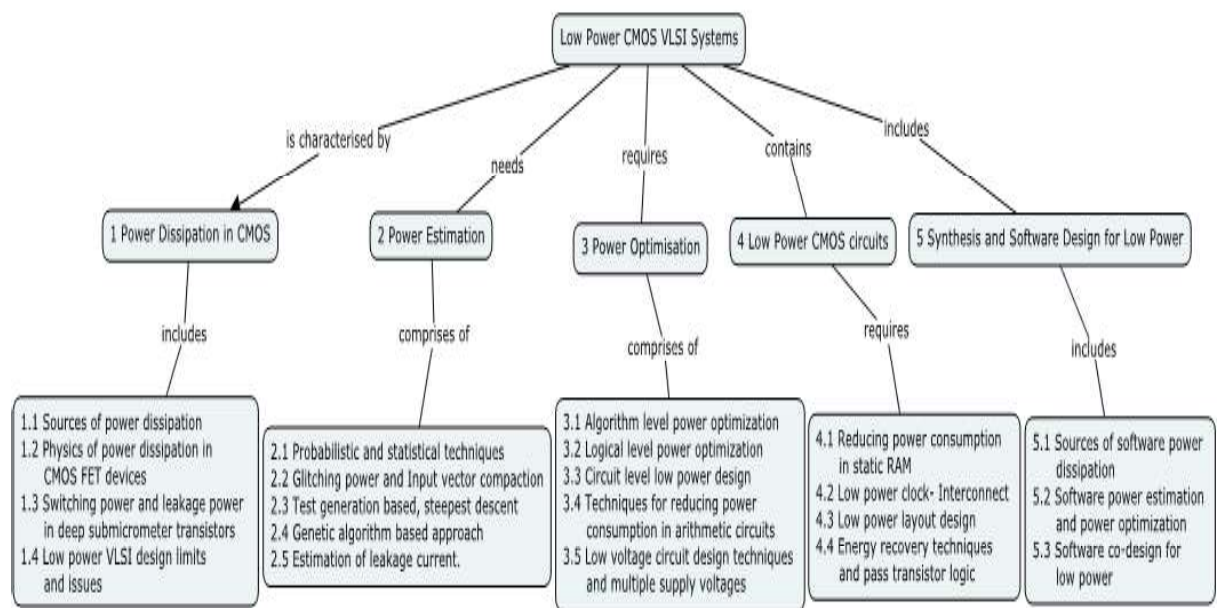 Low Power CMOS VLSI Systems
is characterised by
needs
requires
contains
includes
1 Power Dissipation in CMOS
2 Power Estimation
3 Power Optimisation
4 Low Power CMOS circuits
5 Synthesis and Software Design for Low Power
includes
comprises of
comprises of
requires
includes
1.1 Sources of power dissipation
1.2 Physics of power dissipation in
CMOS FET devices
1.3 Switching power and leakage power
in deep submicrometer transistors
1.4 Low power VLSI design limits
and issues
2.1 Probabilistic and statistical techniques
2.2 Glitching power and Input vector compaction
2.3 Test generation based, steepest descent
2.4 Genetic algorithm based approach
2.5 Estimation of leakage current.
3.1 Algorithm level power optimization
3.2 Logical level power optimization
3.3 Circuit level low power design
3.4 Techniques for reducing power
consumption in arithmetic circuits
3.5 Low voltage circuit design techniques
and multiple supply voltages
4.1 Reducing power consumption
in static RAM
4.2 Low power clock- Interconnect
4.3 Low power layout design
4.4 Energy recovery techniques
and pass transistor logic
5.1 Sources of software power
dissipation
5.2 Software power estimation
and power optimization
5.3 Software co-design for
low power